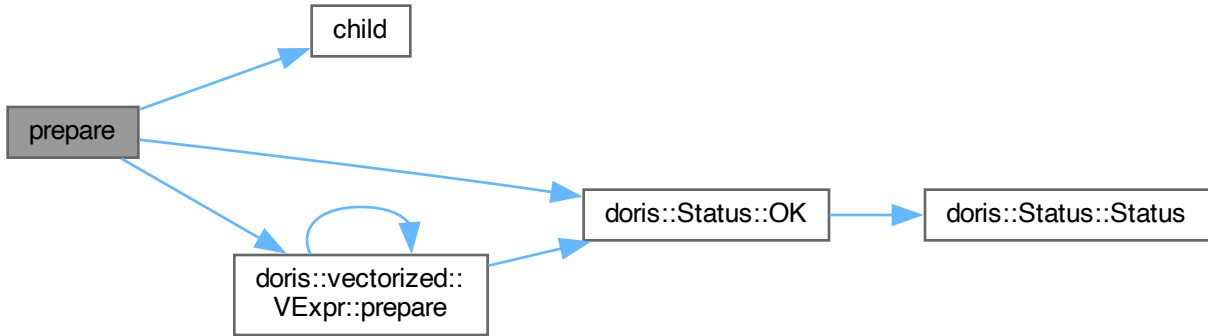 child
prepare
doris::Status::OK
doris::Status::Status
doris::vectorized::
VExpr::prepare